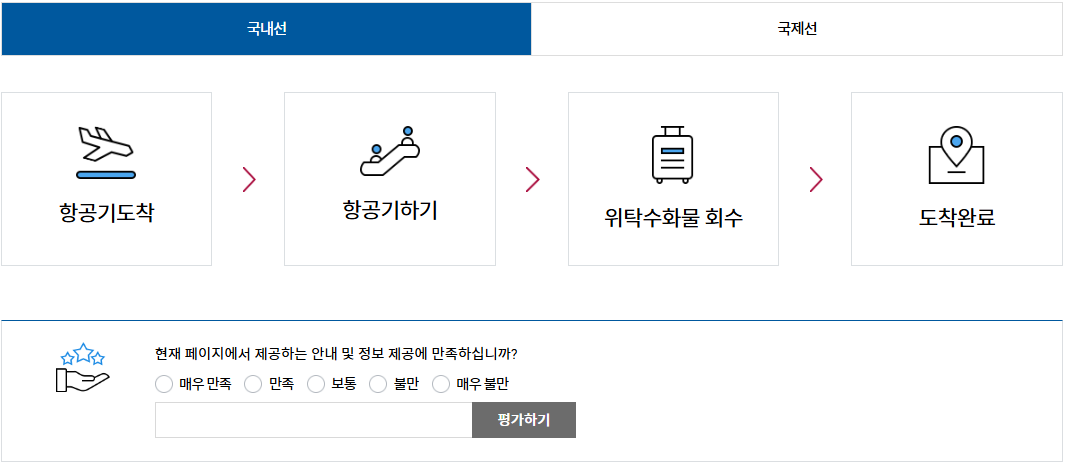 국내선
국제선
항공기도착
항공기하기
위탁수화물 회수
도착완료
현재 페이지에서 제공하는 안내 및 정보 제공에 만족하십니까?
매우 만족 만족 보통 불만 매우 불만
평가하기